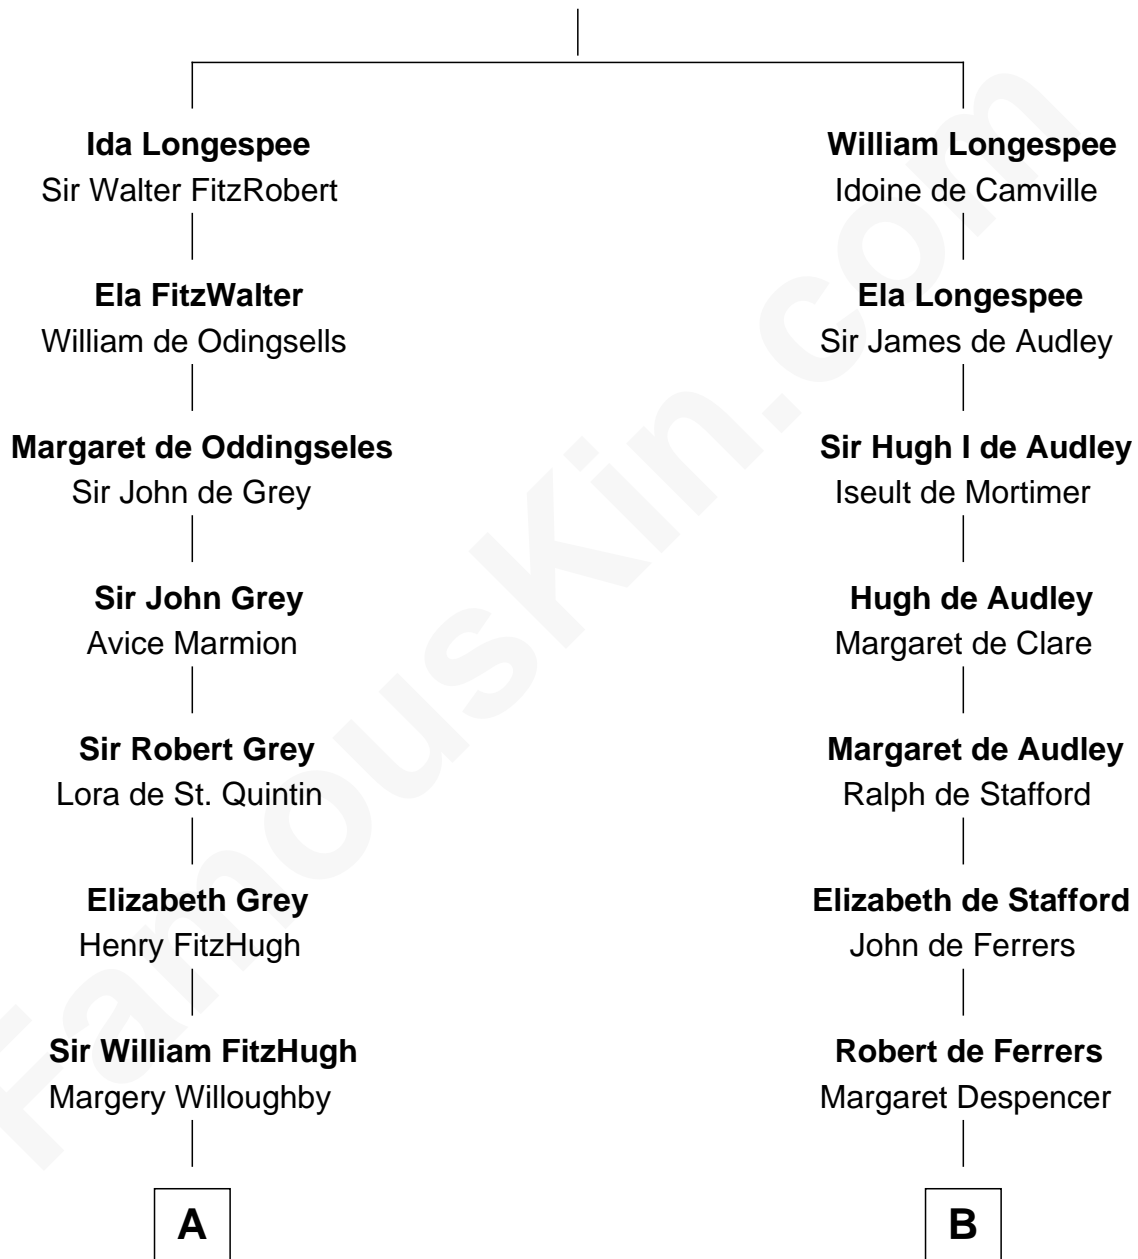 Ida Longespee
Sir Walter FitzRobert
Ela FitzWalter
William de Odingsells
Margaret de Oddingseles
Sir John de Grey
Sir John Grey
Avice Marmion
Sir Robert Grey
Lora de St. Quintin
Elizabeth Grey
Henry FitzHugh
Sir William FitzHugh
Margery Willoughby
A
William Longespee
Idoine de Camville
Ela Longespee
Sir James de Audley
Sir Hugh I de Audley
Iseult de Mortimer
Hugh de Audley
Margaret de Clare
Margaret de Audley
Ralph de Stafford
Elizabeth de Stafford
John de Ferrers
Robert de Ferrers
Margaret Despencer
B
FamousKin.com